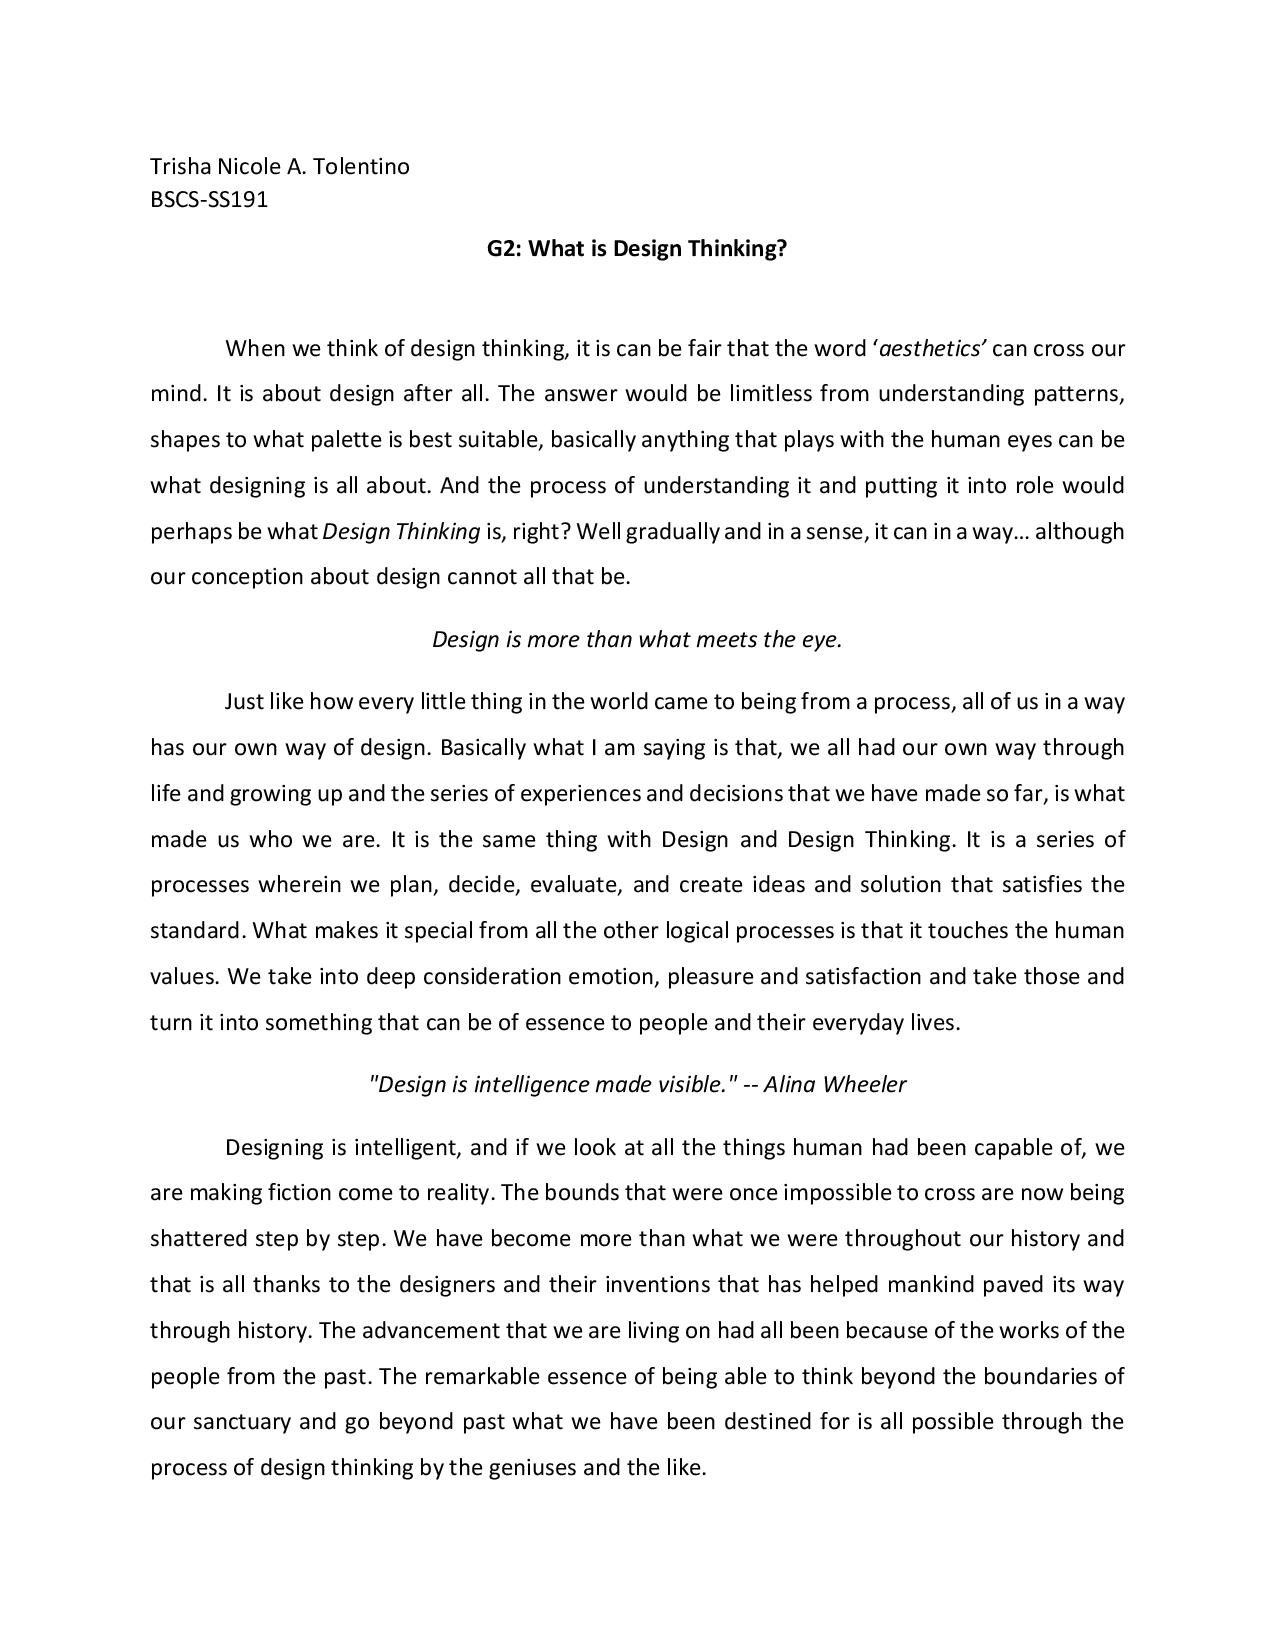 Trisha Nicole A. Tolentino
BSCS-SS191
G2: What is Design Thinking?
When we think of design thinking, it is can be fair that the word ‘aesthetics’ can cross our
mind. It is about design after all. The answer would be limitless from understanding patterns,
shapes to what palette is best suitable, basically anything that plays with the human eyes can be
what designing is all about. And the process of understanding it and putting it into role would
perhaps be what Design Thinking is, right? Well gradually and in a sense, it can in a way… although
our conception about design cannot all that be.
Design is more than what meets the eye.
Just like how every little thing in the world came to being from a process, all of us in a way
has our own way of design. Basically what I am saying is that, we all had our own way through
life and growing up and the series of experiences and decisions that we have made so far, is what
made us who we are. It is the same thing with Design and Design Thinking. It is a series of
processes wherein we plan, decide, evaluate, and create ideas and solution that satisfies the
standard. What makes it special from all the other logical processes is that it touches the human
values. We take into deep consideration emotion, pleasure and satisfaction and take those and
turn it into something that can be of essence to people and their everyday lives.
"Design is intelligence made visible." -- Alina Wheeler
Designing is intelligent, and if we look at all the things human had been capable of, we
are making fiction come to reality. The bounds that were once impossible to cross are now being
shattered step by step. We have become more than what we were throughout our history and
that is all thanks to the designers and their inventions that has helped mankind paved its way
through history. The advancement that we are living on had all been because of the works of the
people from the past. The remarkable essence of being able to think beyond the boundaries of
our sanctuary and go beyond past what we have been destined for is all possible through the
process of design thinking by the geniuses and the like.